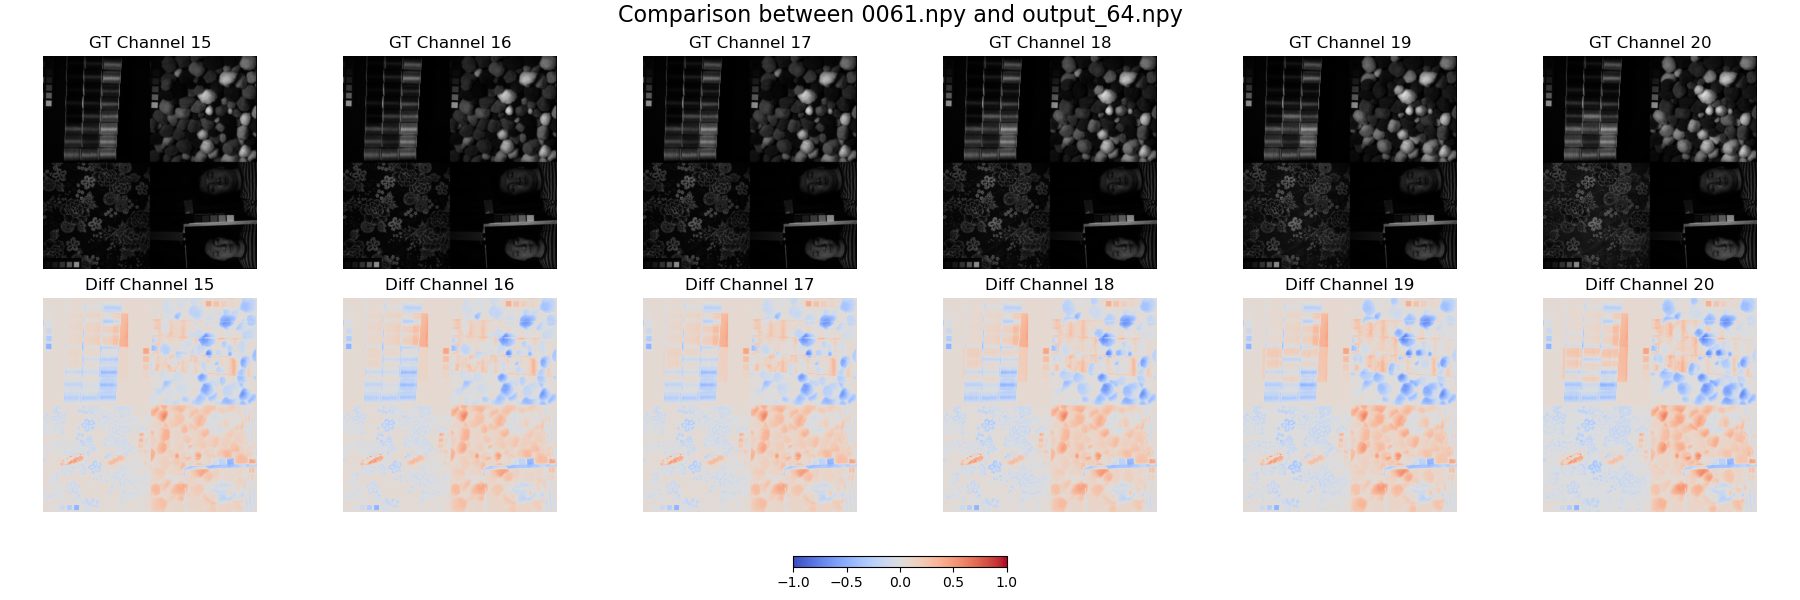 Comparison between 0061.npy and output_64.npy
GT Channel 15
GT Channel 16
GT Channel 17
GT Channel 18
GT Channel 19
GT Channel 20
Diff Channel 15
Diff Channel 16
Diff Channel 17
Diff Channel 18
Diff Channel 19
Diff Channel 20
−1.0 −0.5 0.0 0.5 1.0